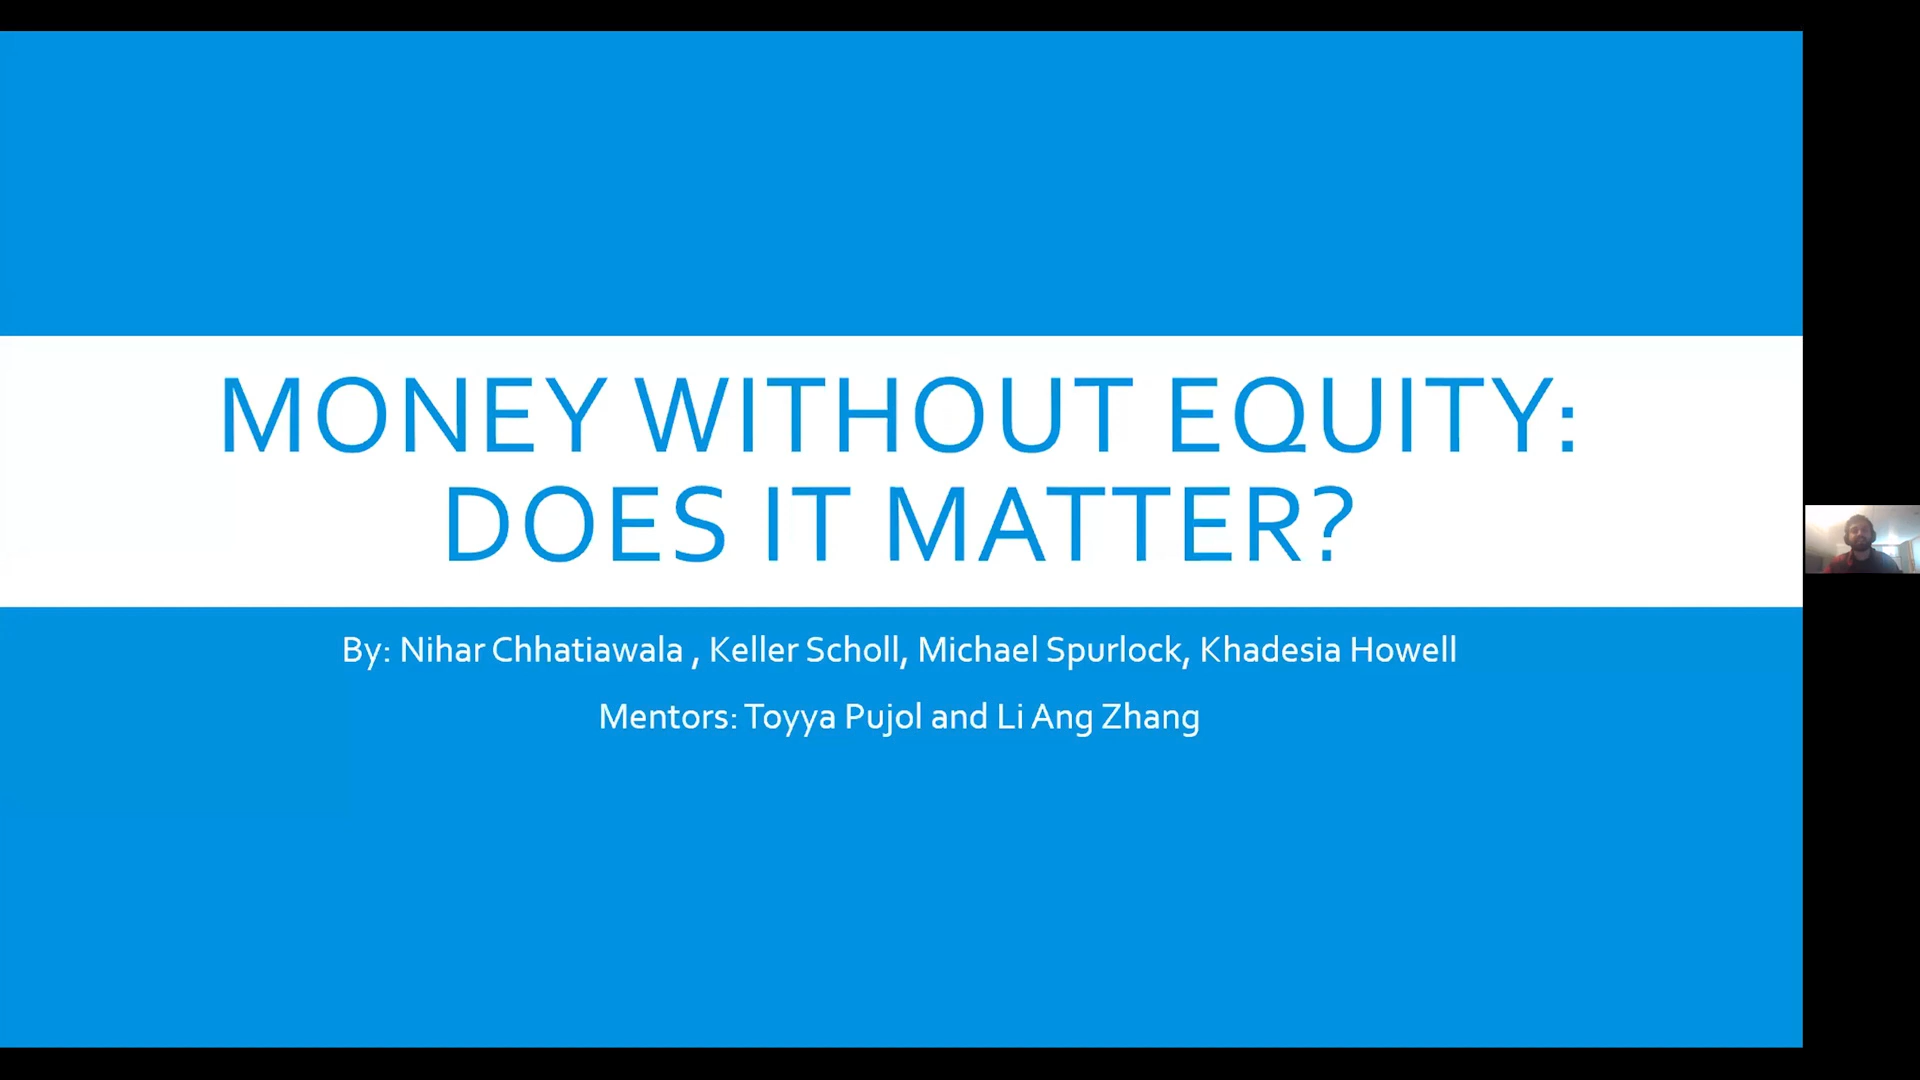 MONEY WITHOUT EQUITY:
DOES IT MATTER?
By: Nihar Chhatiawala , Keller Scholl, Michael Spurlock, Khadesia Howell
Mentors: Toyya Pujol and Li Ang Zhang